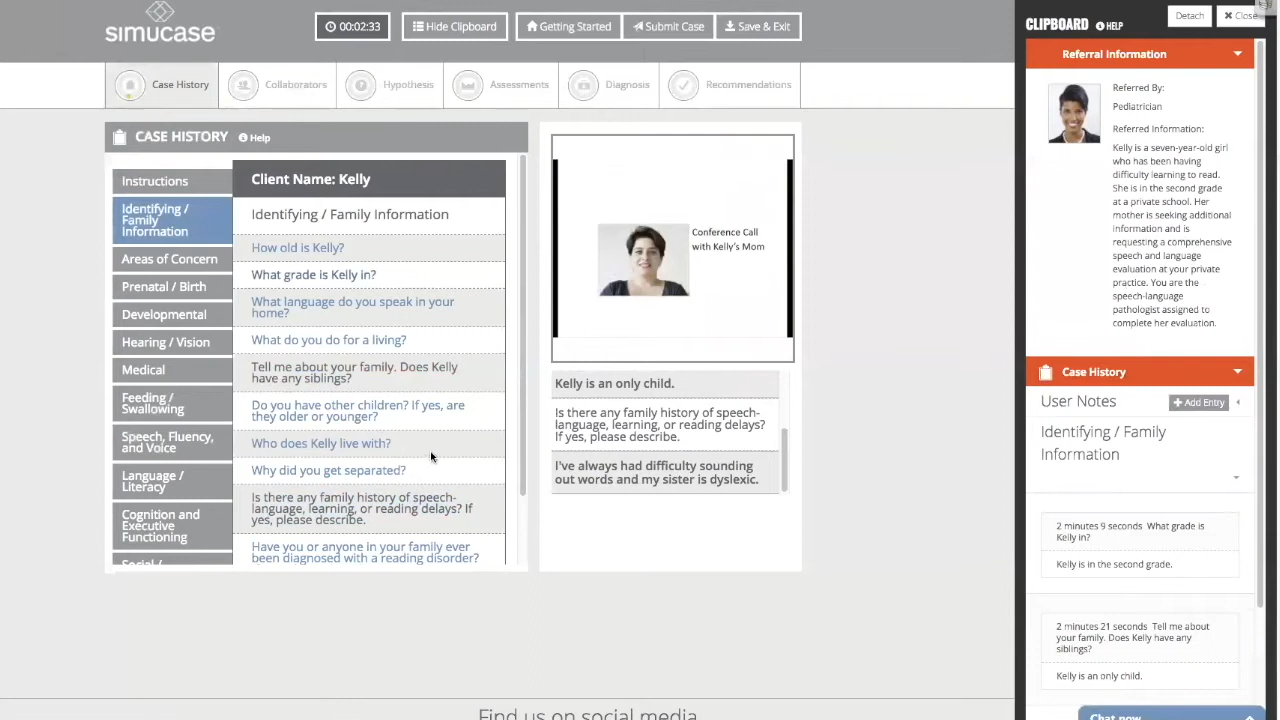 simucase
00:02:33
Hide Clipboard
Getting Started
Submit Case
Save & Exit
Case History
Collaborators
Hypothesis
Assessments
Diagnosis
Recommendations
CASE HISTORY
Help
Instructions
Identifying /
Family
Information
Areas of Concern
Prenatal / Birth
Developmental
Hearing / Vision
Medical
Feeding /
Swallowing
Speech, Fluency,
and Voice
Language /
Literacy
Cognition and
Executive
Functioning
Social /
Client Name: Kelly
Identifying / Family Information
How old is Kelly?
What grade is Kelly in?
What language do you speak in your
home?
What do you do for a living?
Tell me about your family. Does Kelly
have any siblings?
Do you have other children? If yes, are
they older or younger?
Who does Kelly live with?
Why did you get separated?
Is there any family history of speech-
language, learning, or reading delays? If
yes, please describe.
Have you or anyone in your family ever
been diagnosed with a reading disorder?
Conference Call
with Kelly's Mom
Kelly is an only child.
Is there any family history of speech-
language, learning, or reading delays?
If yes, please describe.
I've always had difficulty sounding
out words and my sister is dyslexic.
Find us on social media
CLIPBOARD
HELP
Detach
Close
Referral Information
Referred By:
Pediatrician
Referred Information:
Kelly is a seven-year-old girl
who has been having
difficulty learning to read.
She is in the second grade
at a private school. Her
mother is seeking additional
information and is
requesting a comprehensive
speech and language
evaluation at your private
practice. You are the
speech-language
pathologist assigned to
complete her evaluation.
Case History
User Notes
Add Entry
Identifying / Family
Information
2 minutes 9 seconds What grade is
Kelly in?
Kelly is in the second grade.
2 minutes 21 seconds Tell me about
your family. Does Kelly have any
siblings?
Kelly is an only child.
Chat now